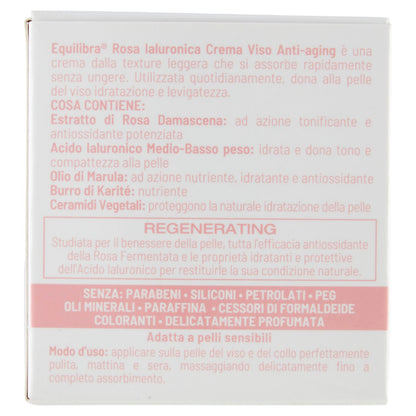 Equilibra® Rosa Ialuronica Crema Viso Anti-aging è una
crema dalla texture leggera che si assorbe rapidamente
senza ungere. Utilizzata quotidianamente, dona alla pelle
del viso idratazione e levigatezza.
COSA CONTIENE:
Estratto di Rosa Damascena: ad azione tonificante e
antiossidante potenziata
Acido Ialuronico Medio-Basso peso: idrata e dona tono e
compattezza alla pelle
Olio di Marula: ad azione nutriente, idratante e antiossidante
Burro di Karité: nutriente
Ceramidi Vegetali: proteggono la naturale idratazione della pelle
REGENERATING
Studiata per il benessere della pelle, tutta l'efficacia antiossidante
della Rosa Fermentata e le proprietà idratanti e protettive
dell'Acido Ialuronico per restituirle la sua condizione naturale.
SENZA: PARABENI • SILICONI • PETROLATI • PEG
OLI MINERALI • PARAFFINA • CESSORI DI FORMALDEIDE
COLORANTI • DELICATAMENTE PROFUMATA
Adatta a pelli sensibili
Modo d'uso: applicare sulla pelle del viso e del collo perfettamente
pulita, mattina e sera, massaggiando delicatamente fino a
completo assorbimento.